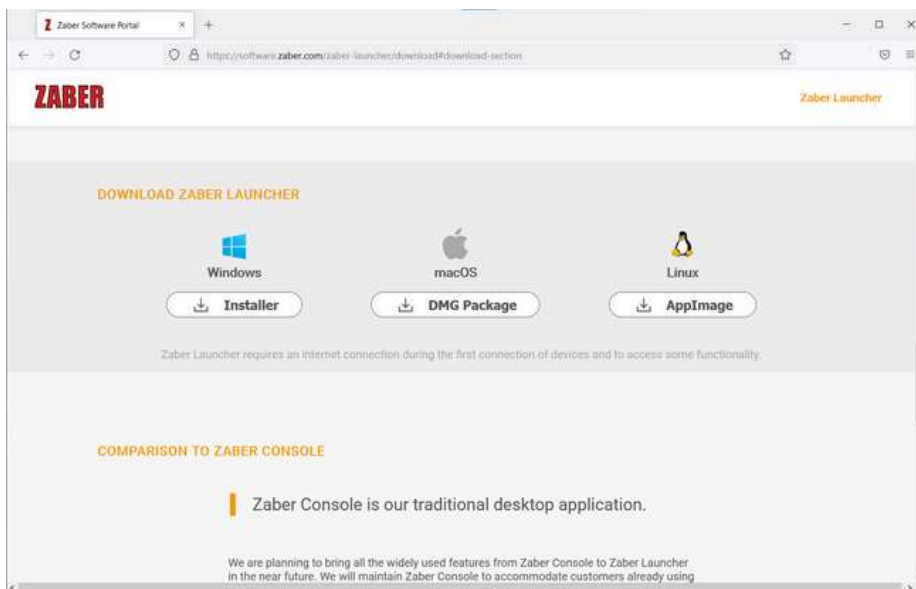 Zaber Software Portal
https://software.zaber.com/zaber-launcher/download#download-section
ZABER
Zaber Launcher
DOWNLOAD ZABER LAUNCHER
Windows
macOS
Linux
Installer
DMG Package
AppImage
Zaber Launcher requires an internet connection during the first connection of devices and to access some functionality.
COMPARISON TO ZABER CONSOLE
Zaber Console is our traditional desktop application.
We are planning to bring all the widely used features from Zaber Console to Zaber Launcher
in the near future. We will maintain Zaber Console to accommodate customers already using